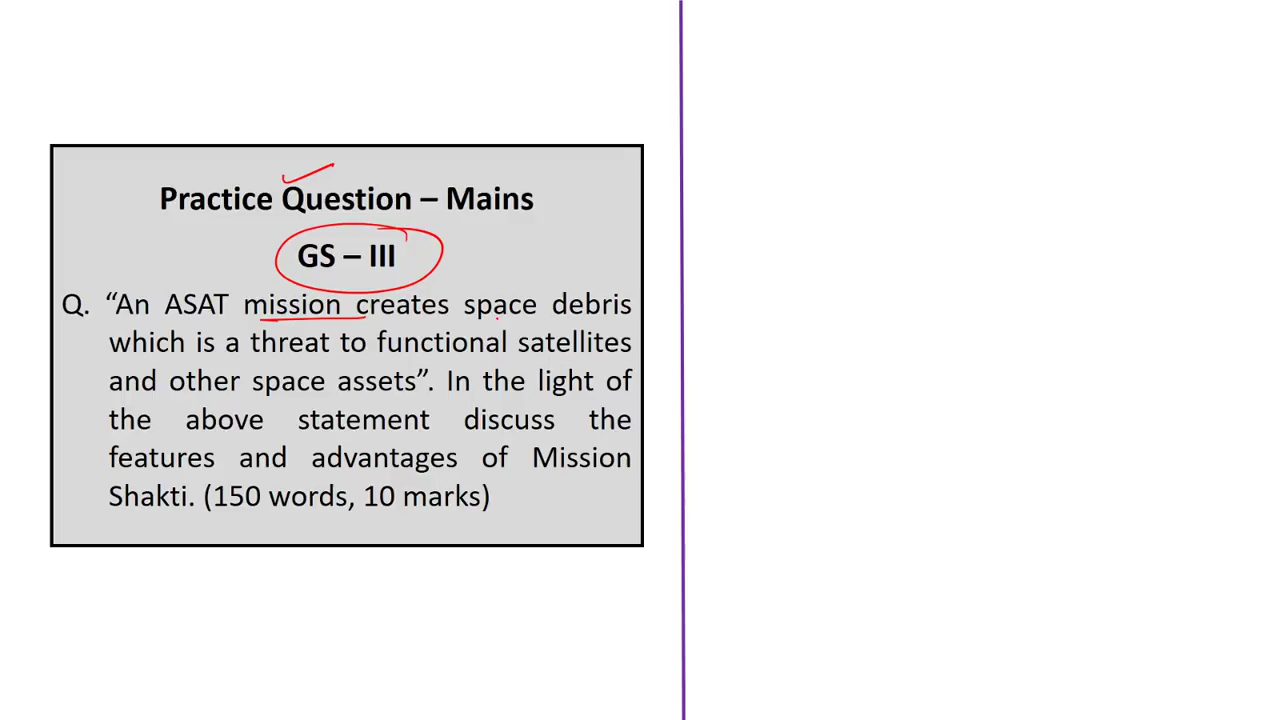 Practice Question – Mains
GS – III
Q. “An ASAT mission creates space debris
which is a threat to functional satellites
and other space assets”. In the light of
the above statement discuss the
features and advantages of Mission
Shakti. (150 words, 10 marks)